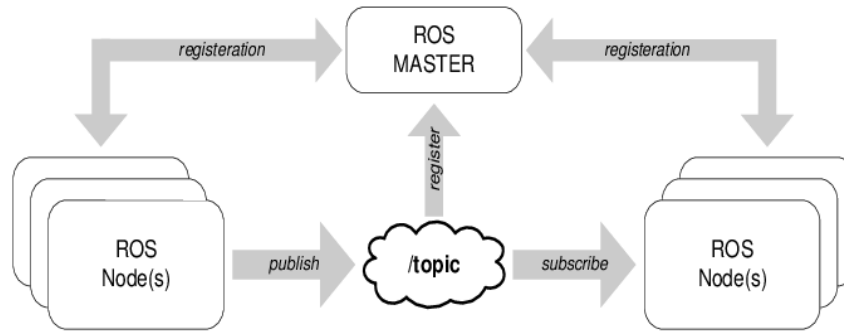 registeration
ROS
MASTER
registeration
register
ROS
Node(s)
publish
/topic
subscribe
ROS
Node(s)